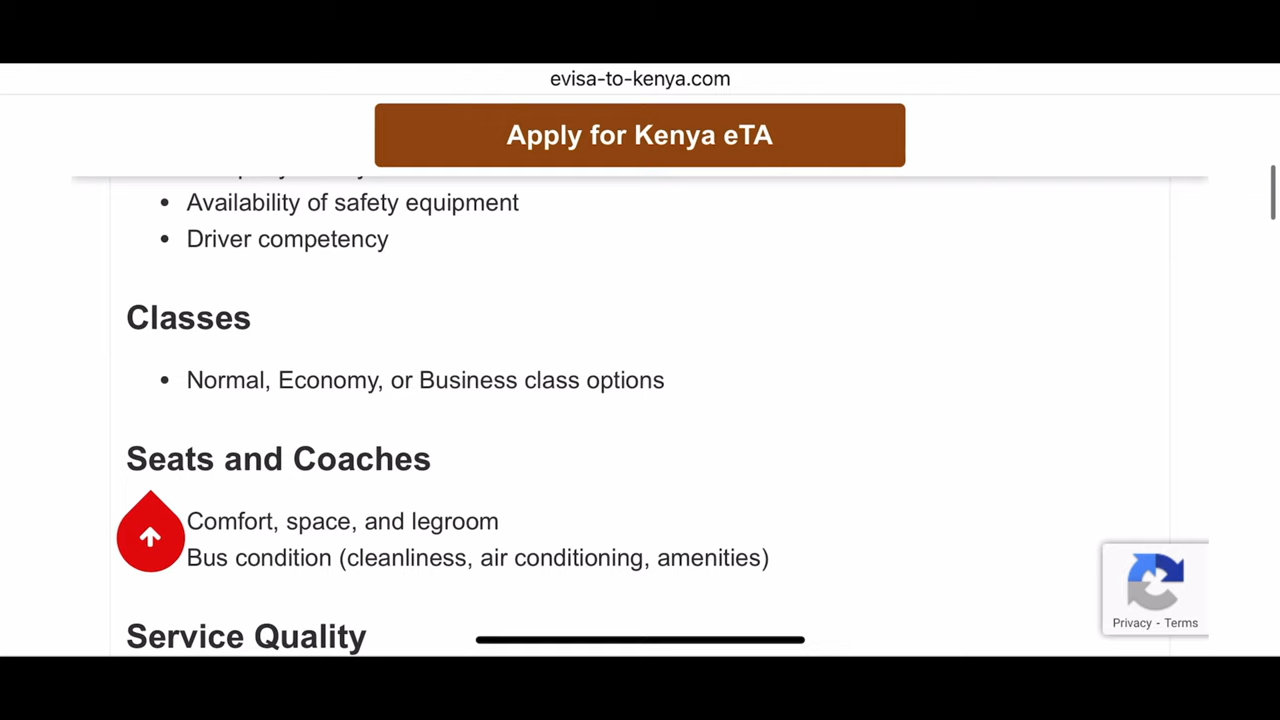 evisa-to-kenya.com
Apply for Kenya eTA
Availability of safety equipment
Driver competency
Classes
Normal, Economy, or Business class options
Seats and Coaches
Comfort, space, and legroom
Bus condition (cleanliness, air conditioning, amenities)
Service Quality
Privacy - Terms